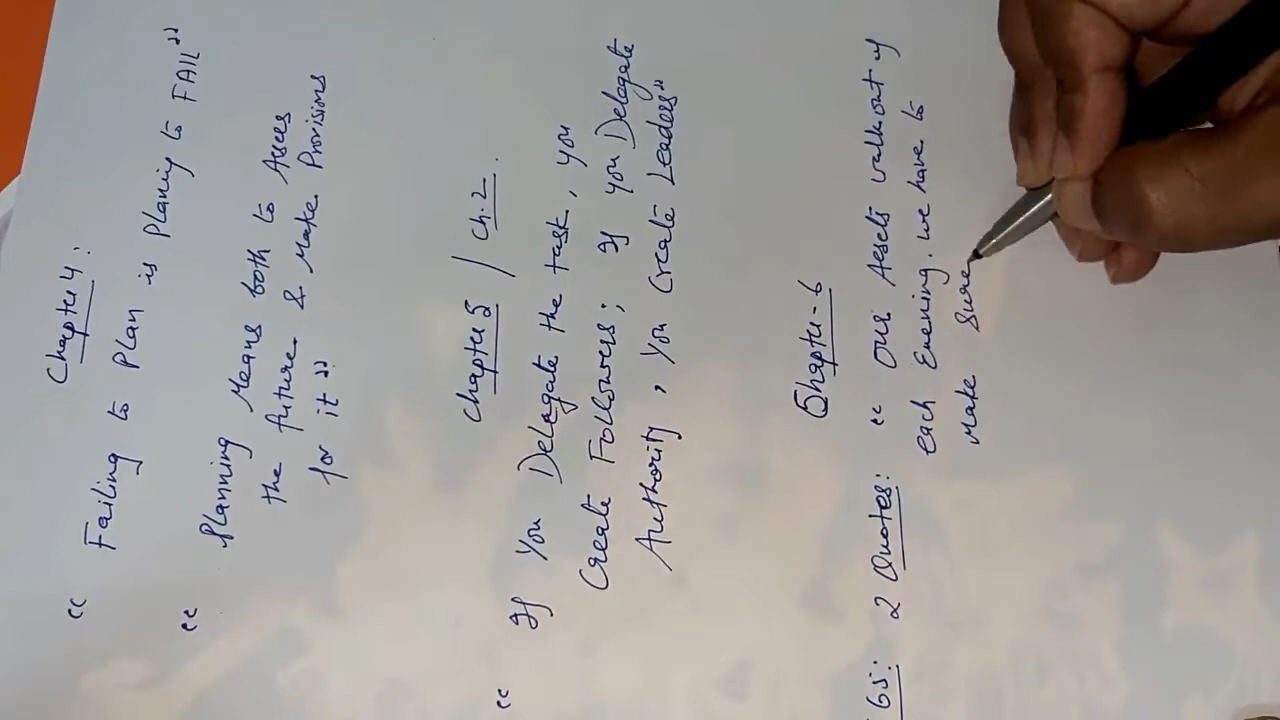 Chapter 4:
“ Failing to Plan is Planing to FAIL”
“ Planning Means both to Asses
the future & Make Provisions
for it”
Chapter 5 / Ch.2.
“ If You Delegate the task, you
Create Followers; If you Delegate
Authority, You Create Leaders”
Chapter-6
65: 2 Quotes: “ Our Assets walkout of
each Evening. we have to
Make Sure